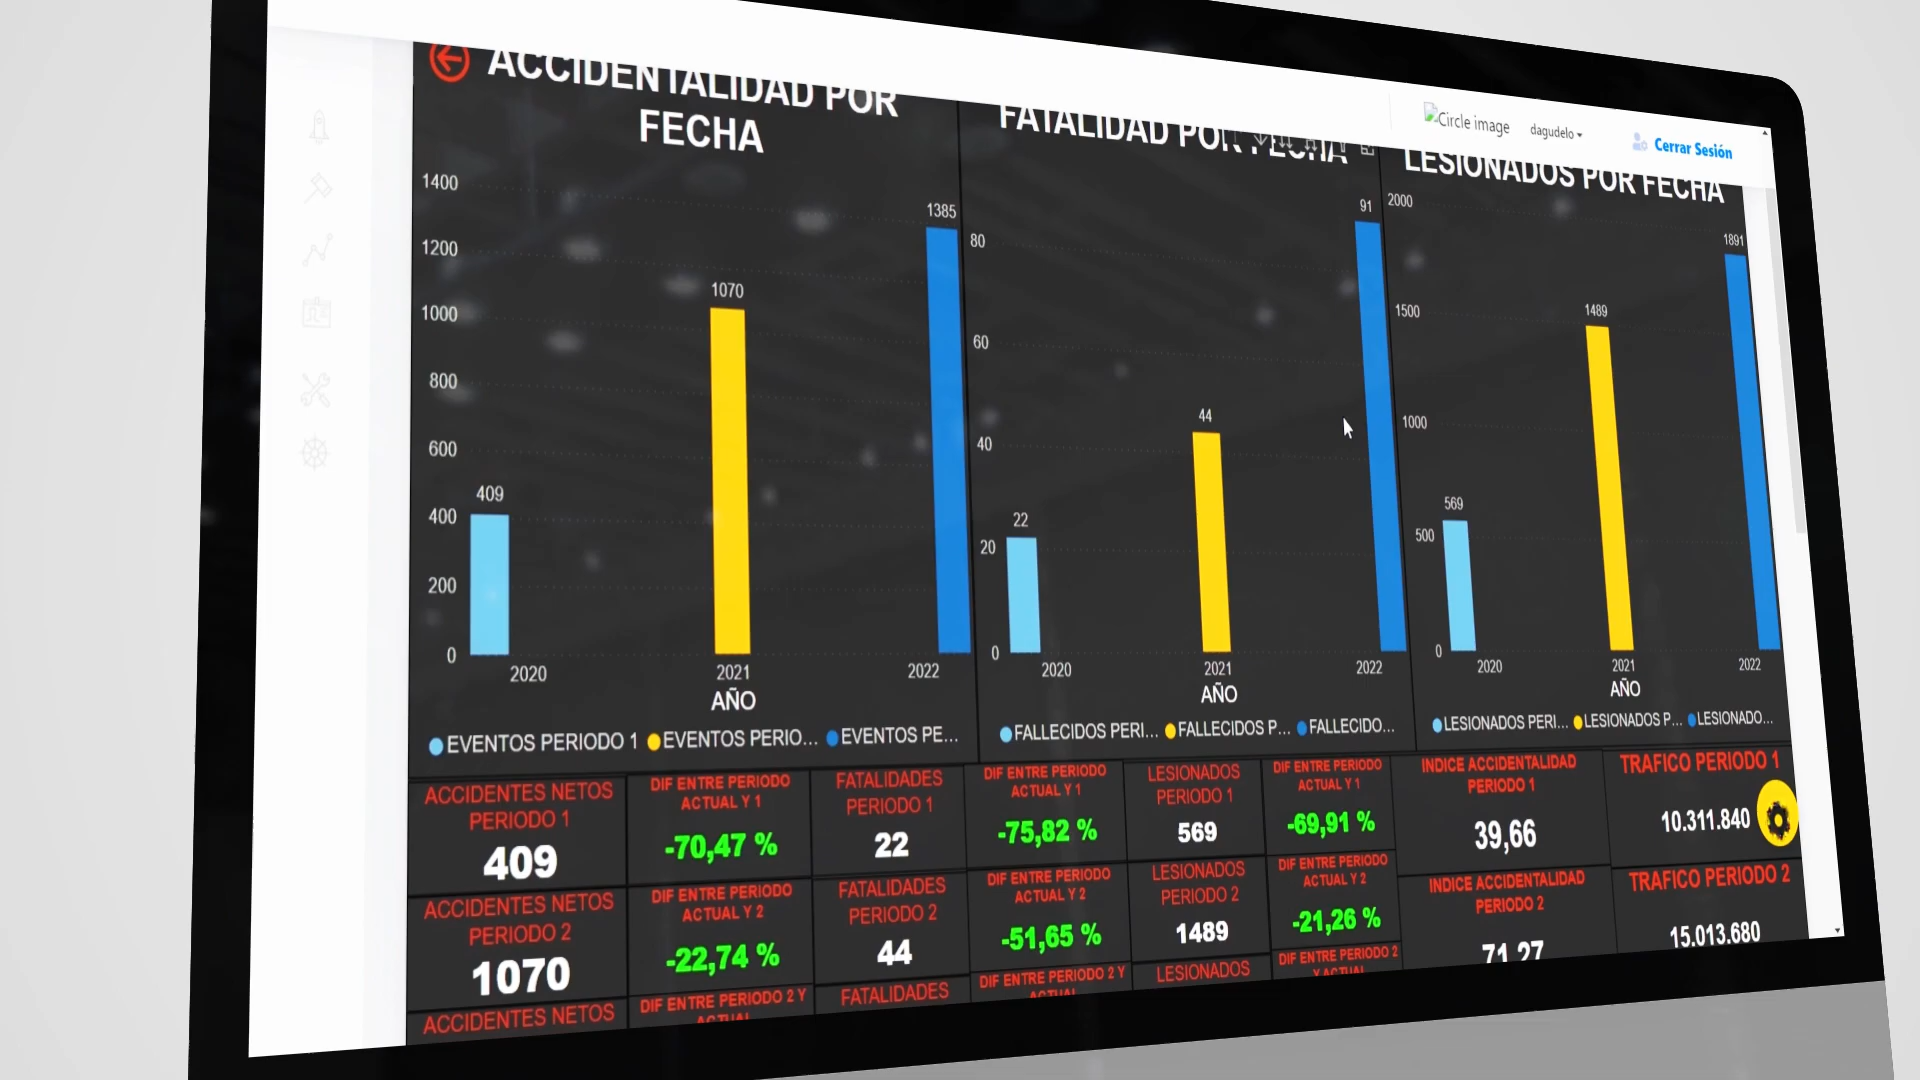 ACCIDENTALIDAD POR
FECHA
1400
1200
1000
800
600
400
200
0
409
1070
1385
2020
2021
2022
AÑO
EVENTOS PERIODO 1
EVENTOS PERIO...
EVENTOS PE...
FATALIDAD POR FECHA
80
60
40
20
0
22
44
91
2020
2021
2022
AÑO
FALLECIDOS PERI...
FALLECIDOS P...
FALLECIDO...
Circle image
dagudelo
Cerrar Sesión
LESIONADOS POR FECHA
2000
1500
1000
500
0
569
1489
1891
2020
2021
2022
AÑO
LESIONADOS PERI...
LESIONADOS P...
LESIONADO...
ACCIDENTES NETOS
PERIODO 1
409
DIF ENTRE PERIODO
ACTUAL Y 1
-70,47 %
FATALIDADES
PERIODO 1
22
DIF ENTRE PERIODO
ACTUAL Y 1
-75,82 %
LESIONADOS
PERIODO 1
569
DIF ENTRE PERIODO
ACTUAL Y 1
-69,91 %
INDICE ACCIDENTALIDAD
PERIODO 1
39,66
TRAFICO PERIODO 1
10.311.840
ACCIDENTES NETOS
PERIODO 2
1070
DIF ENTRE PERIODO
ACTUAL Y 2
-22,74 %
FATALIDADES
PERIODO 2
44
DIF ENTRE PERIODO
ACTUAL Y 2
-51,65 %
LESIONADOS
PERIODO 2
1489
DIF ENTRE PERIODO
ACTUAL Y 2
-21,26 %
INDICE ACCIDENTALIDAD
PERIODO 2
71,27
TRAFICO PERIODO 2
15.013.680
ACCIDENTES NETOS
DIF ENTRE PERIODO 2 Y
ACTUAL
FATALIDADES
DIF ENTRE PERIODO 2 Y
ACTUAL
LESIONADOS
DIF ENTRE PERIODO 2
Y ACTUAL